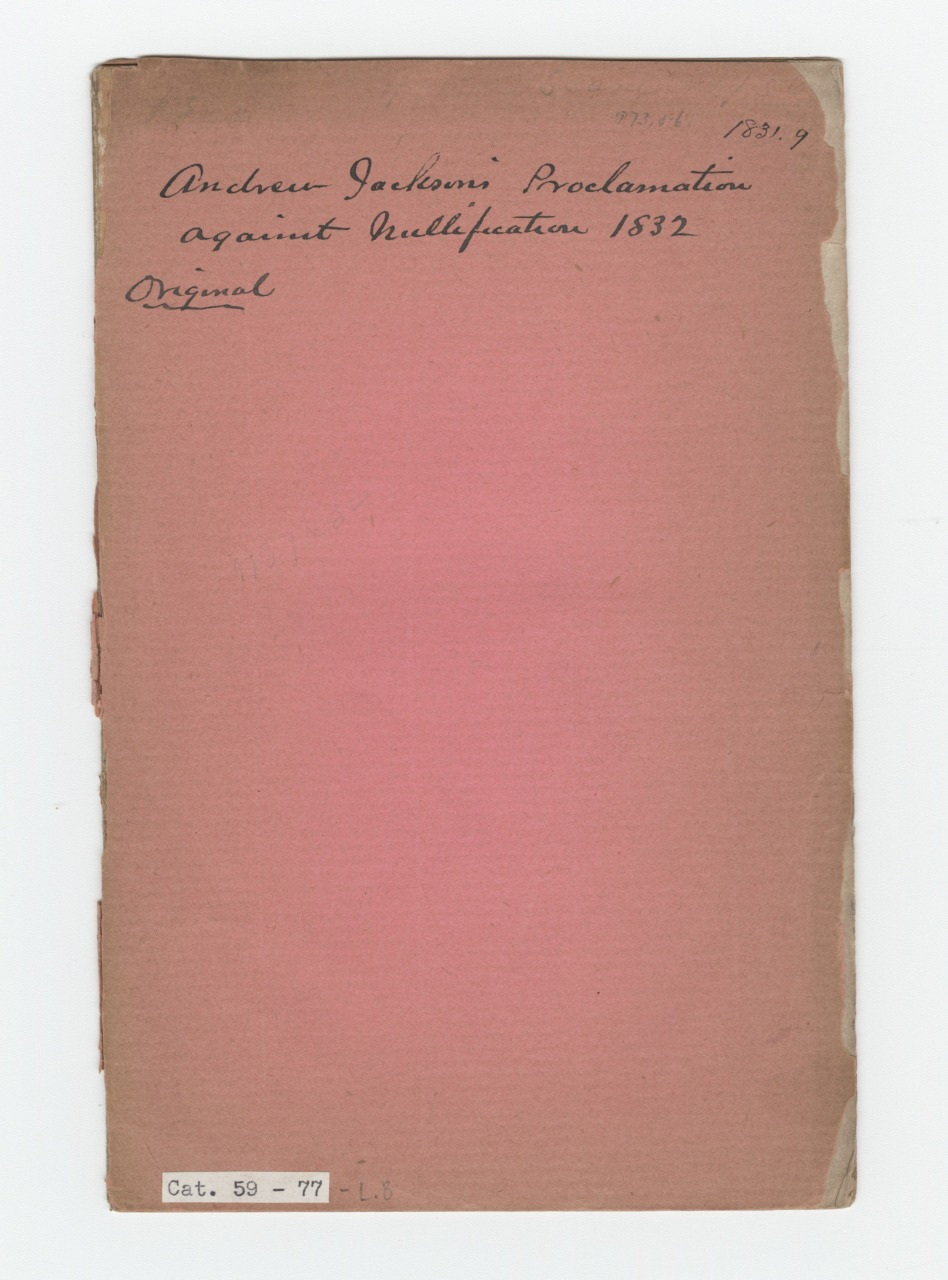 1831.9
Andrew Jackson's Proclamation
against Nullification 1832
Original
Cat. 59 - 77 - L.B